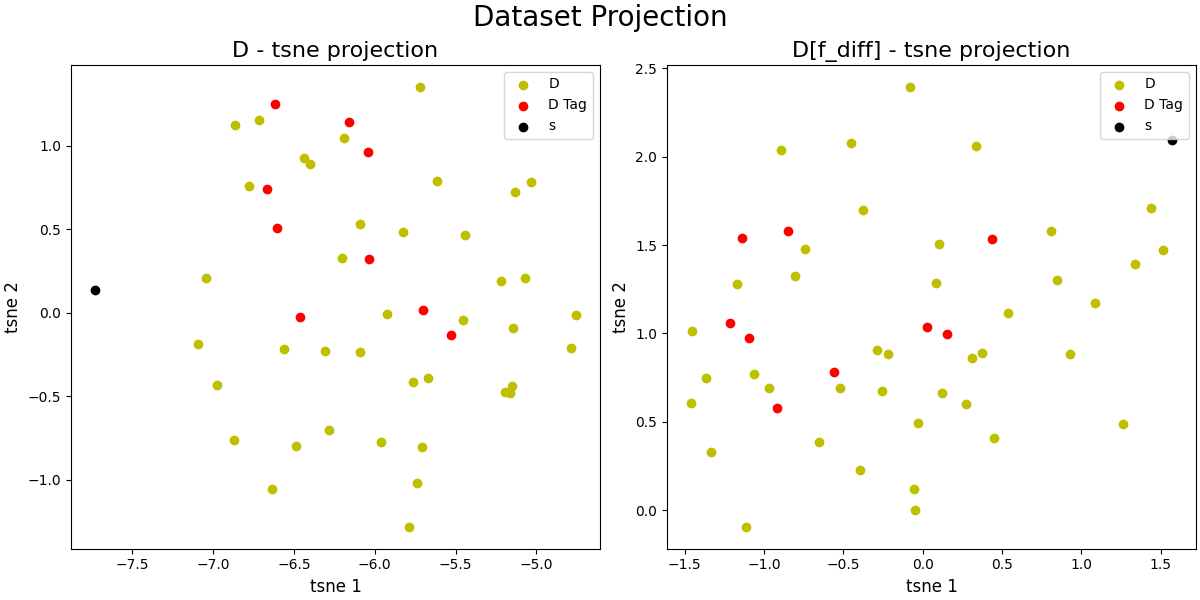 Dataset Projection
D - tsne projection
D
D Tag
s
1.0
0.5
0.0
−0.5
−1.0
tsne 2
−7.5 −7.0 −6.5 −6.0 −5.5 −5.0
tsne 1
D[f_diff] - tsne projection
D
D Tag
s
2.5
2.0
1.5
1.0
0.5
0.0
tsne 2
−1.5 −1.0 −0.5 0.0 0.5 1.0 1.5
tsne 1